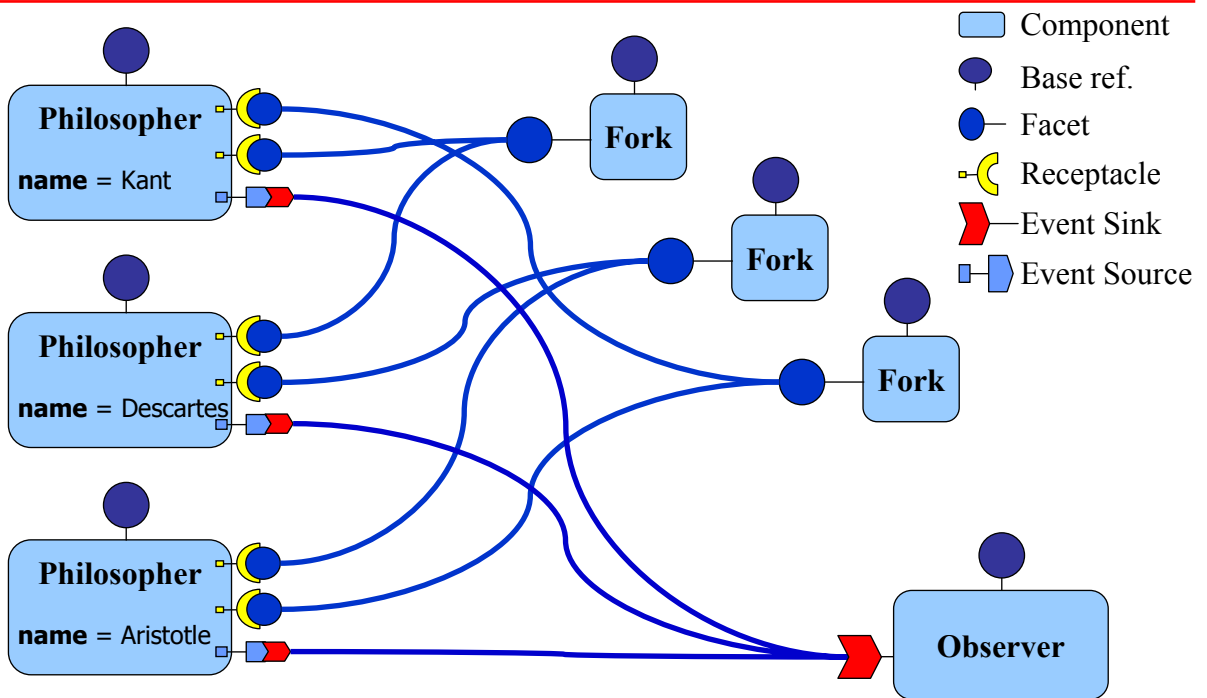 Philosopher
name = Kant
Philosopher
name = Descartes
Philosopher
name = Aristotle
Fork
Fork
Fork
Observer
Component
Base ref.
Facet
Receptacle
Event Sink
Event Source